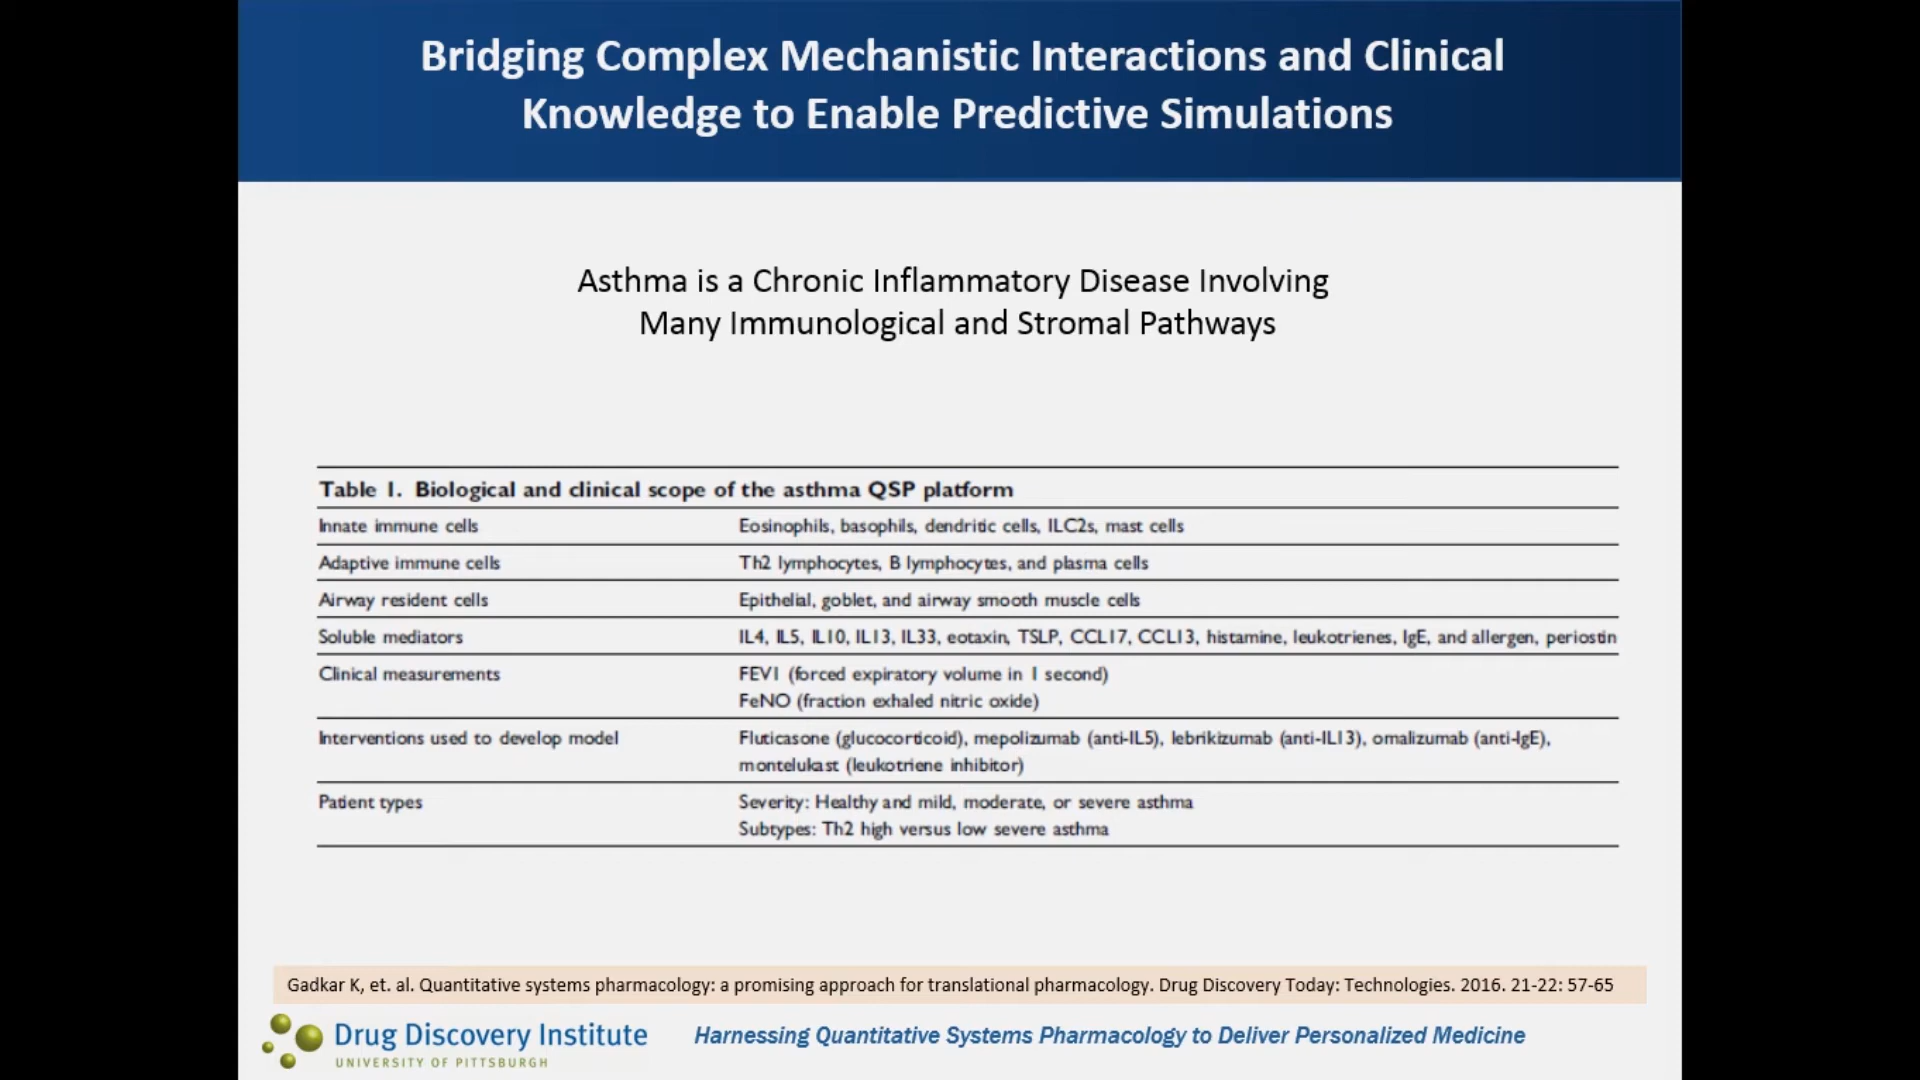 Bridging Complex Mechanistic Interactions and Clinical
Knowledge to Enable Predictive Simulations
Asthma is a Chronic Inflammatory Disease Involving
Many Immunological and Stromal Pathways
Table 1. Biological and clinical scope of the asthma QSP platform
Innate immune cells Eosinophils, basophils, dendritic cells, ILC2s, mast cells
Adaptive immune cells Th2 lymphocytes, B lymphocytes, and plasma cells
Airway resident cells Epithelial, goblet, and airway smooth muscle cells
Soluble mediators IL4, IL5, IL10, IL13, IL33, eotaxin, TSLP, CCL17, CCL13, histamine, leukotrienes, IgE, and allergen, periostin
Clinical measurements FEV1 (forced expiratory volume in 1 second)
FeNO (fraction exhaled nitric oxide)
Interventions used to develop model Fluticasone (glucocorticoid), mepolizumab (anti-IL5), lebrikizumab (anti-IL13), omalizumab (anti-IgE),
montelukast (leukotriene inhibitor)
Patient types Severity: Healthy and mild, moderate, or severe asthma
Subtypes: Th2 high versus low severe asthma
Gadkar K, et. al. Quantitative systems pharmacology: a promising approach for translational pharmacology. Drug Discovery Today: Technologies. 2016. 21-22: 57-65
Drug Discovery Institute
UNIVERSITY OF PITTSBURGH
Harnessing Quantitative Systems Pharmacology to Deliver Personalized Medicine